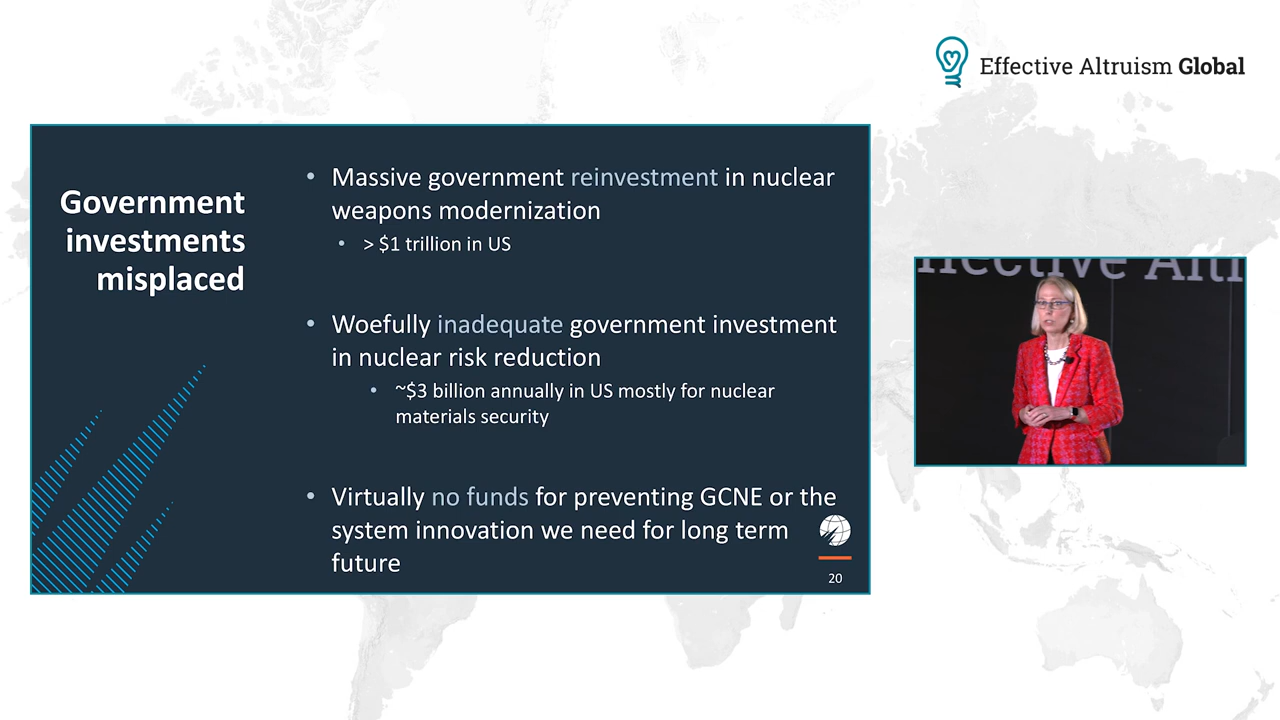 Effective Altruism Global
Government
investments
misplaced
• Massive government reinvestment in nuclear
weapons modernization
• > $1 trillion in US
• Woefully inadequate government investment
in nuclear risk reduction
• ~$3 billion annually in US mostly for nuclear
materials security
• Virtually no funds for preventing GCNE or the
system innovation we need for long term
future
20
ffective Altr